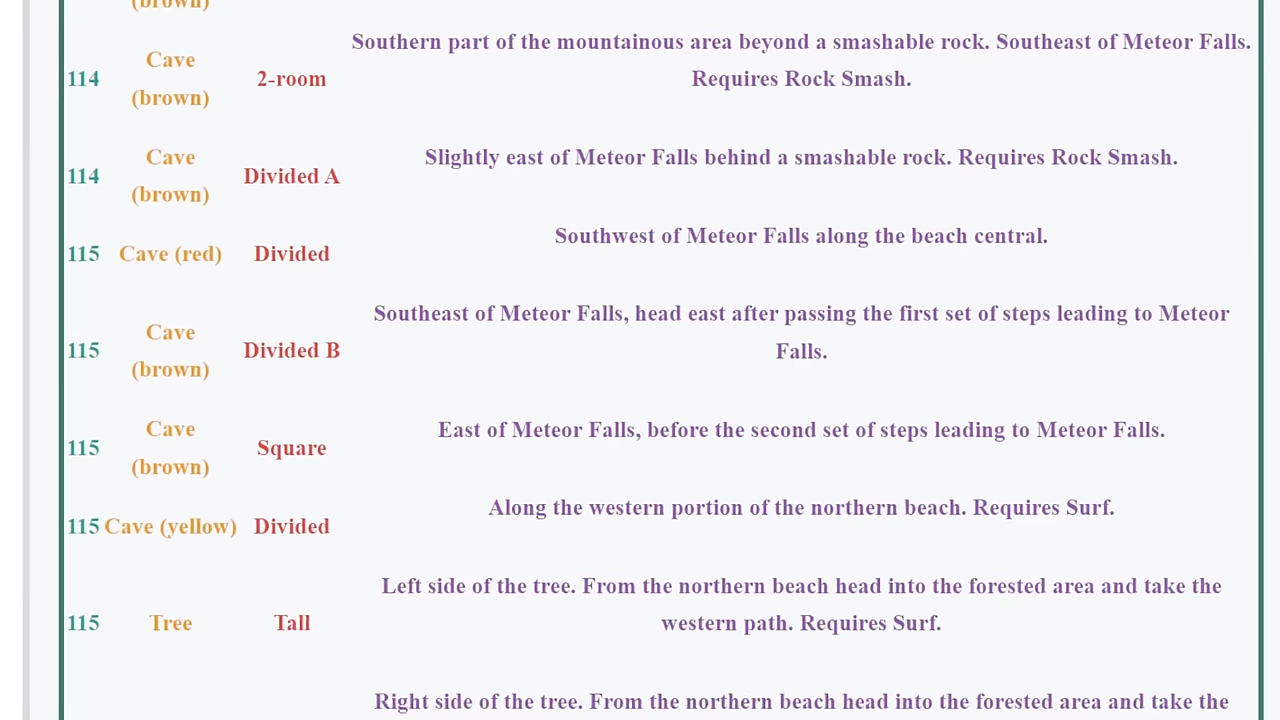 (brown)
Southern part of the mountainous area beyond a smashable rock. Southeast of Meteor Falls.
Cave
114 2-room Requires Rock Smash.
(brown)
Cave Slightly east of Meteor Falls behind a smashable rock. Requires Rock Smash.
114 Divided A
(brown)
Southwest of Meteor Falls along the beach central.
115 Cave (red) Divided
Southeast of Meteor Falls, head east after passing the first set of steps leading to Meteor
Cave
115 Divided B Falls.
(brown)
Cave East of Meteor Falls, before the second set of steps leading to Meteor Falls.
115 Square
(brown)
Along the western portion of the northern beach. Requires Surf.
115 Cave (yellow) Divided
Left side of the tree. From the northern beach head into the forested area and take the
115 Tree Tall western path. Requires Surf.
Right side of the tree. From the northern beach head into the forested area and take the